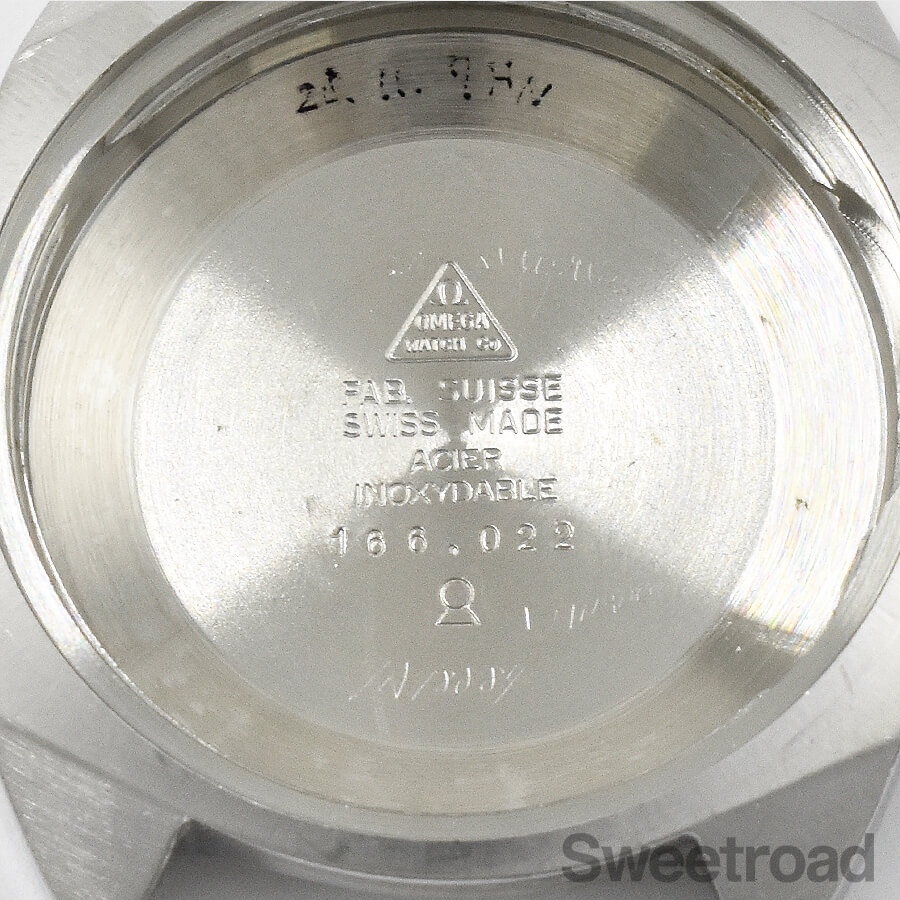 Ω
OMEGA
WATCH Co
FAB. SUISSE
SWISS MADE
ACIER
INOXYDABLE
166.022
Sweetroad